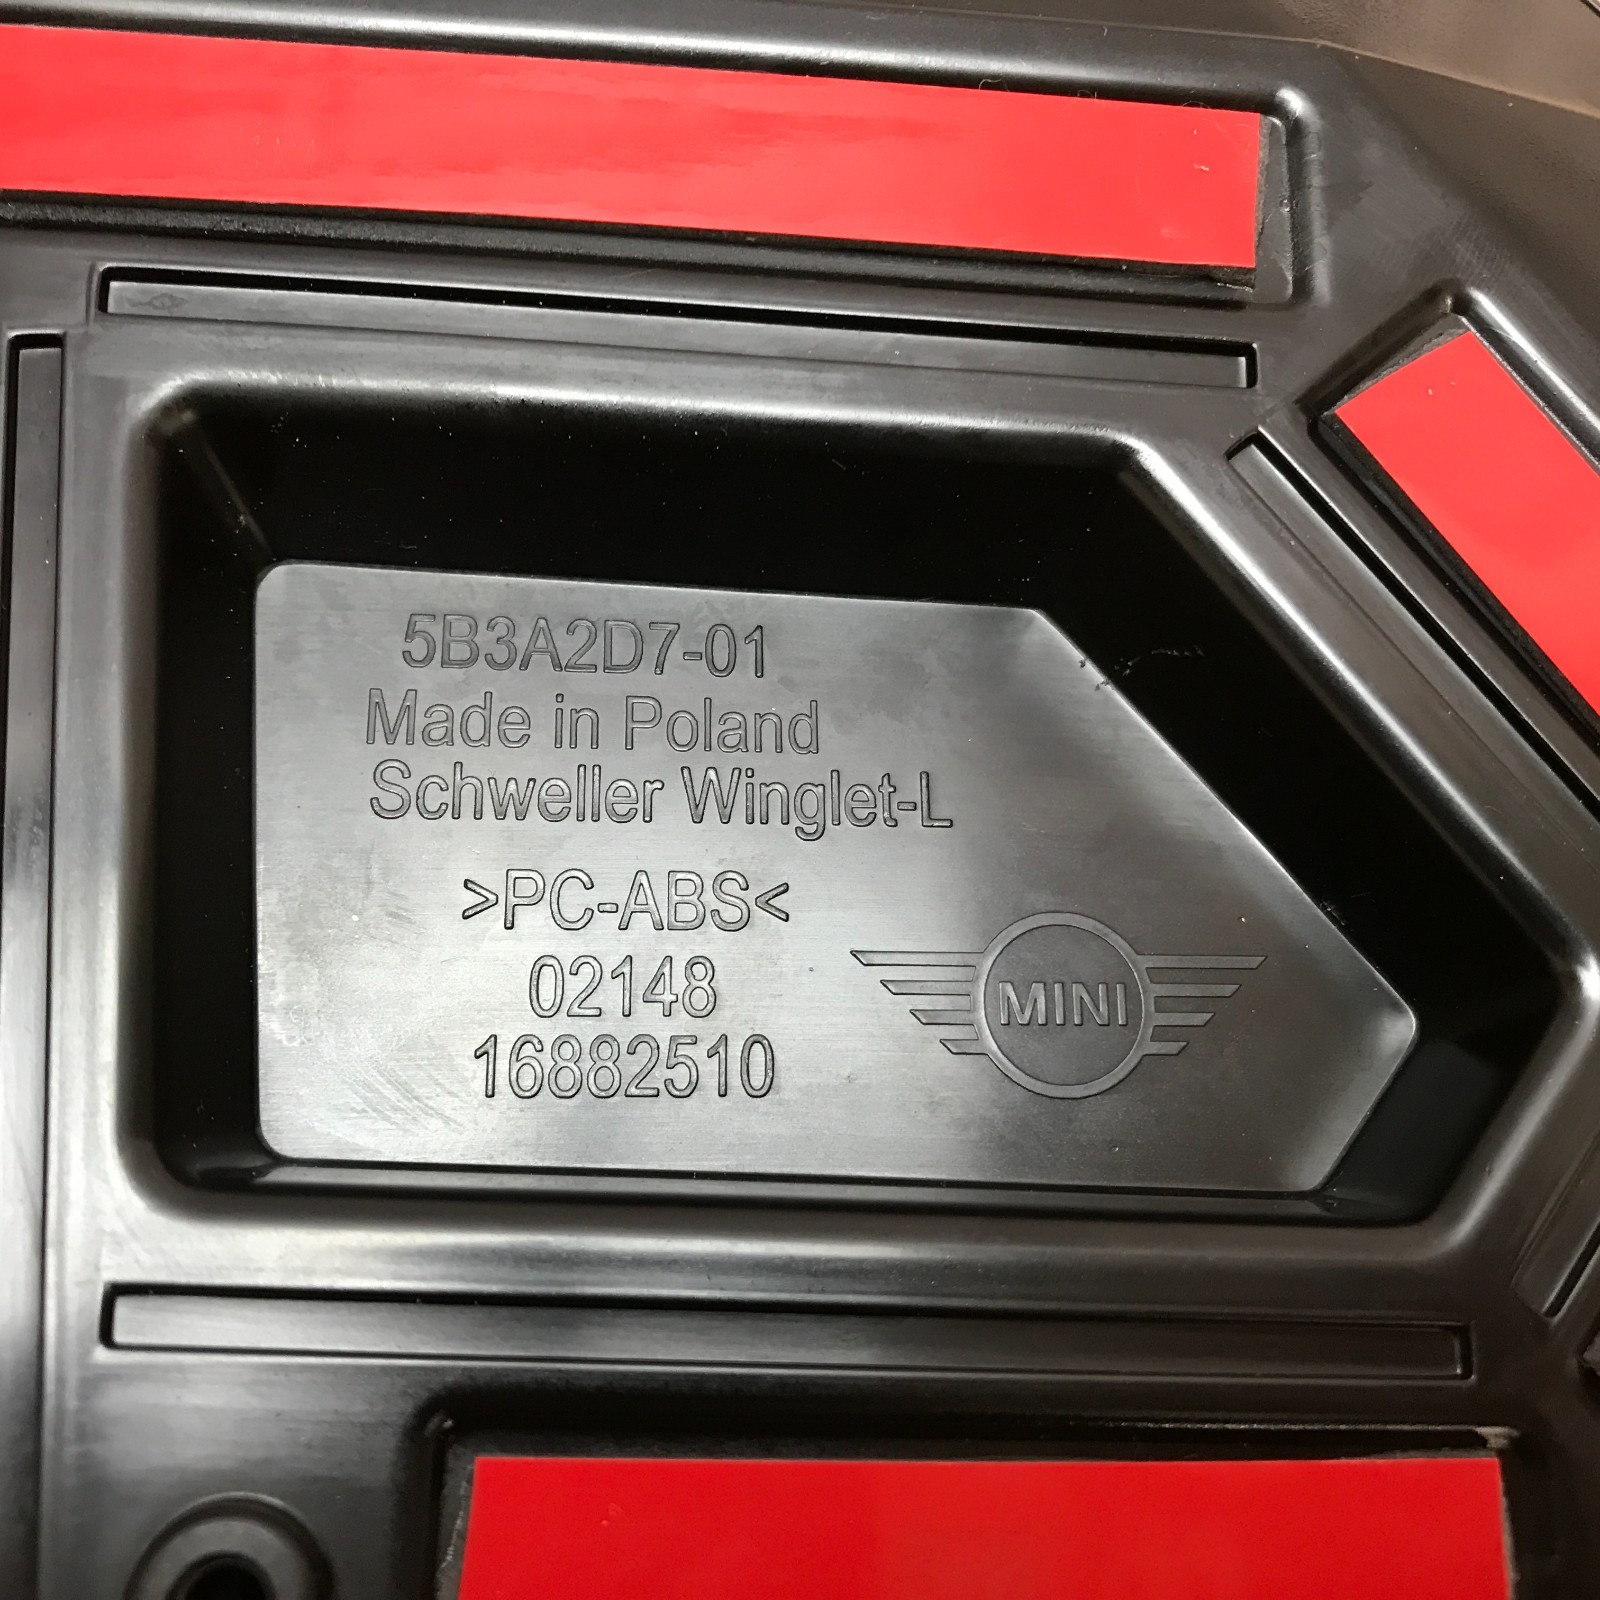 5B3A2D7-01
Made in Poland
Schweller Winglet-L
>PC-ABS<
02148
16882510
MINI